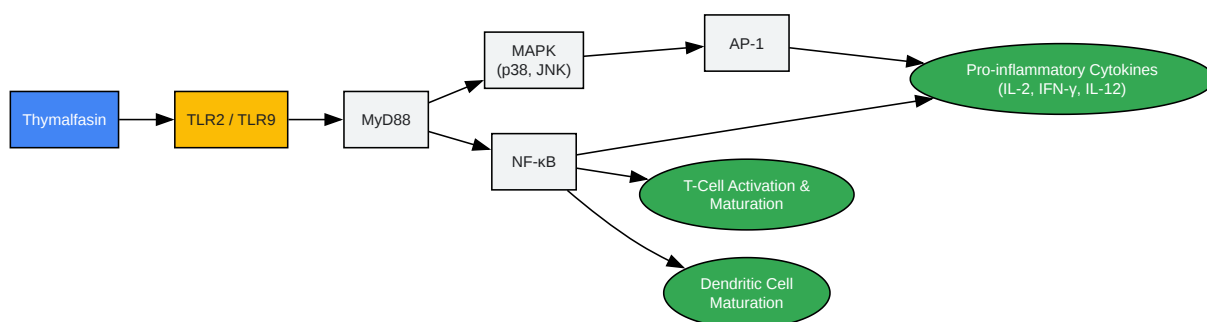 Thymalfasin
TLR2 / TLR9
MyD88
MAPK
(p38, JNK)
AP-1
Pro-inflammatory Cytokines
(IL-2, IFN-γ, IL-12)
NF-κB
T-Cell Activation &
Maturation
Dendritic Cell
Maturation